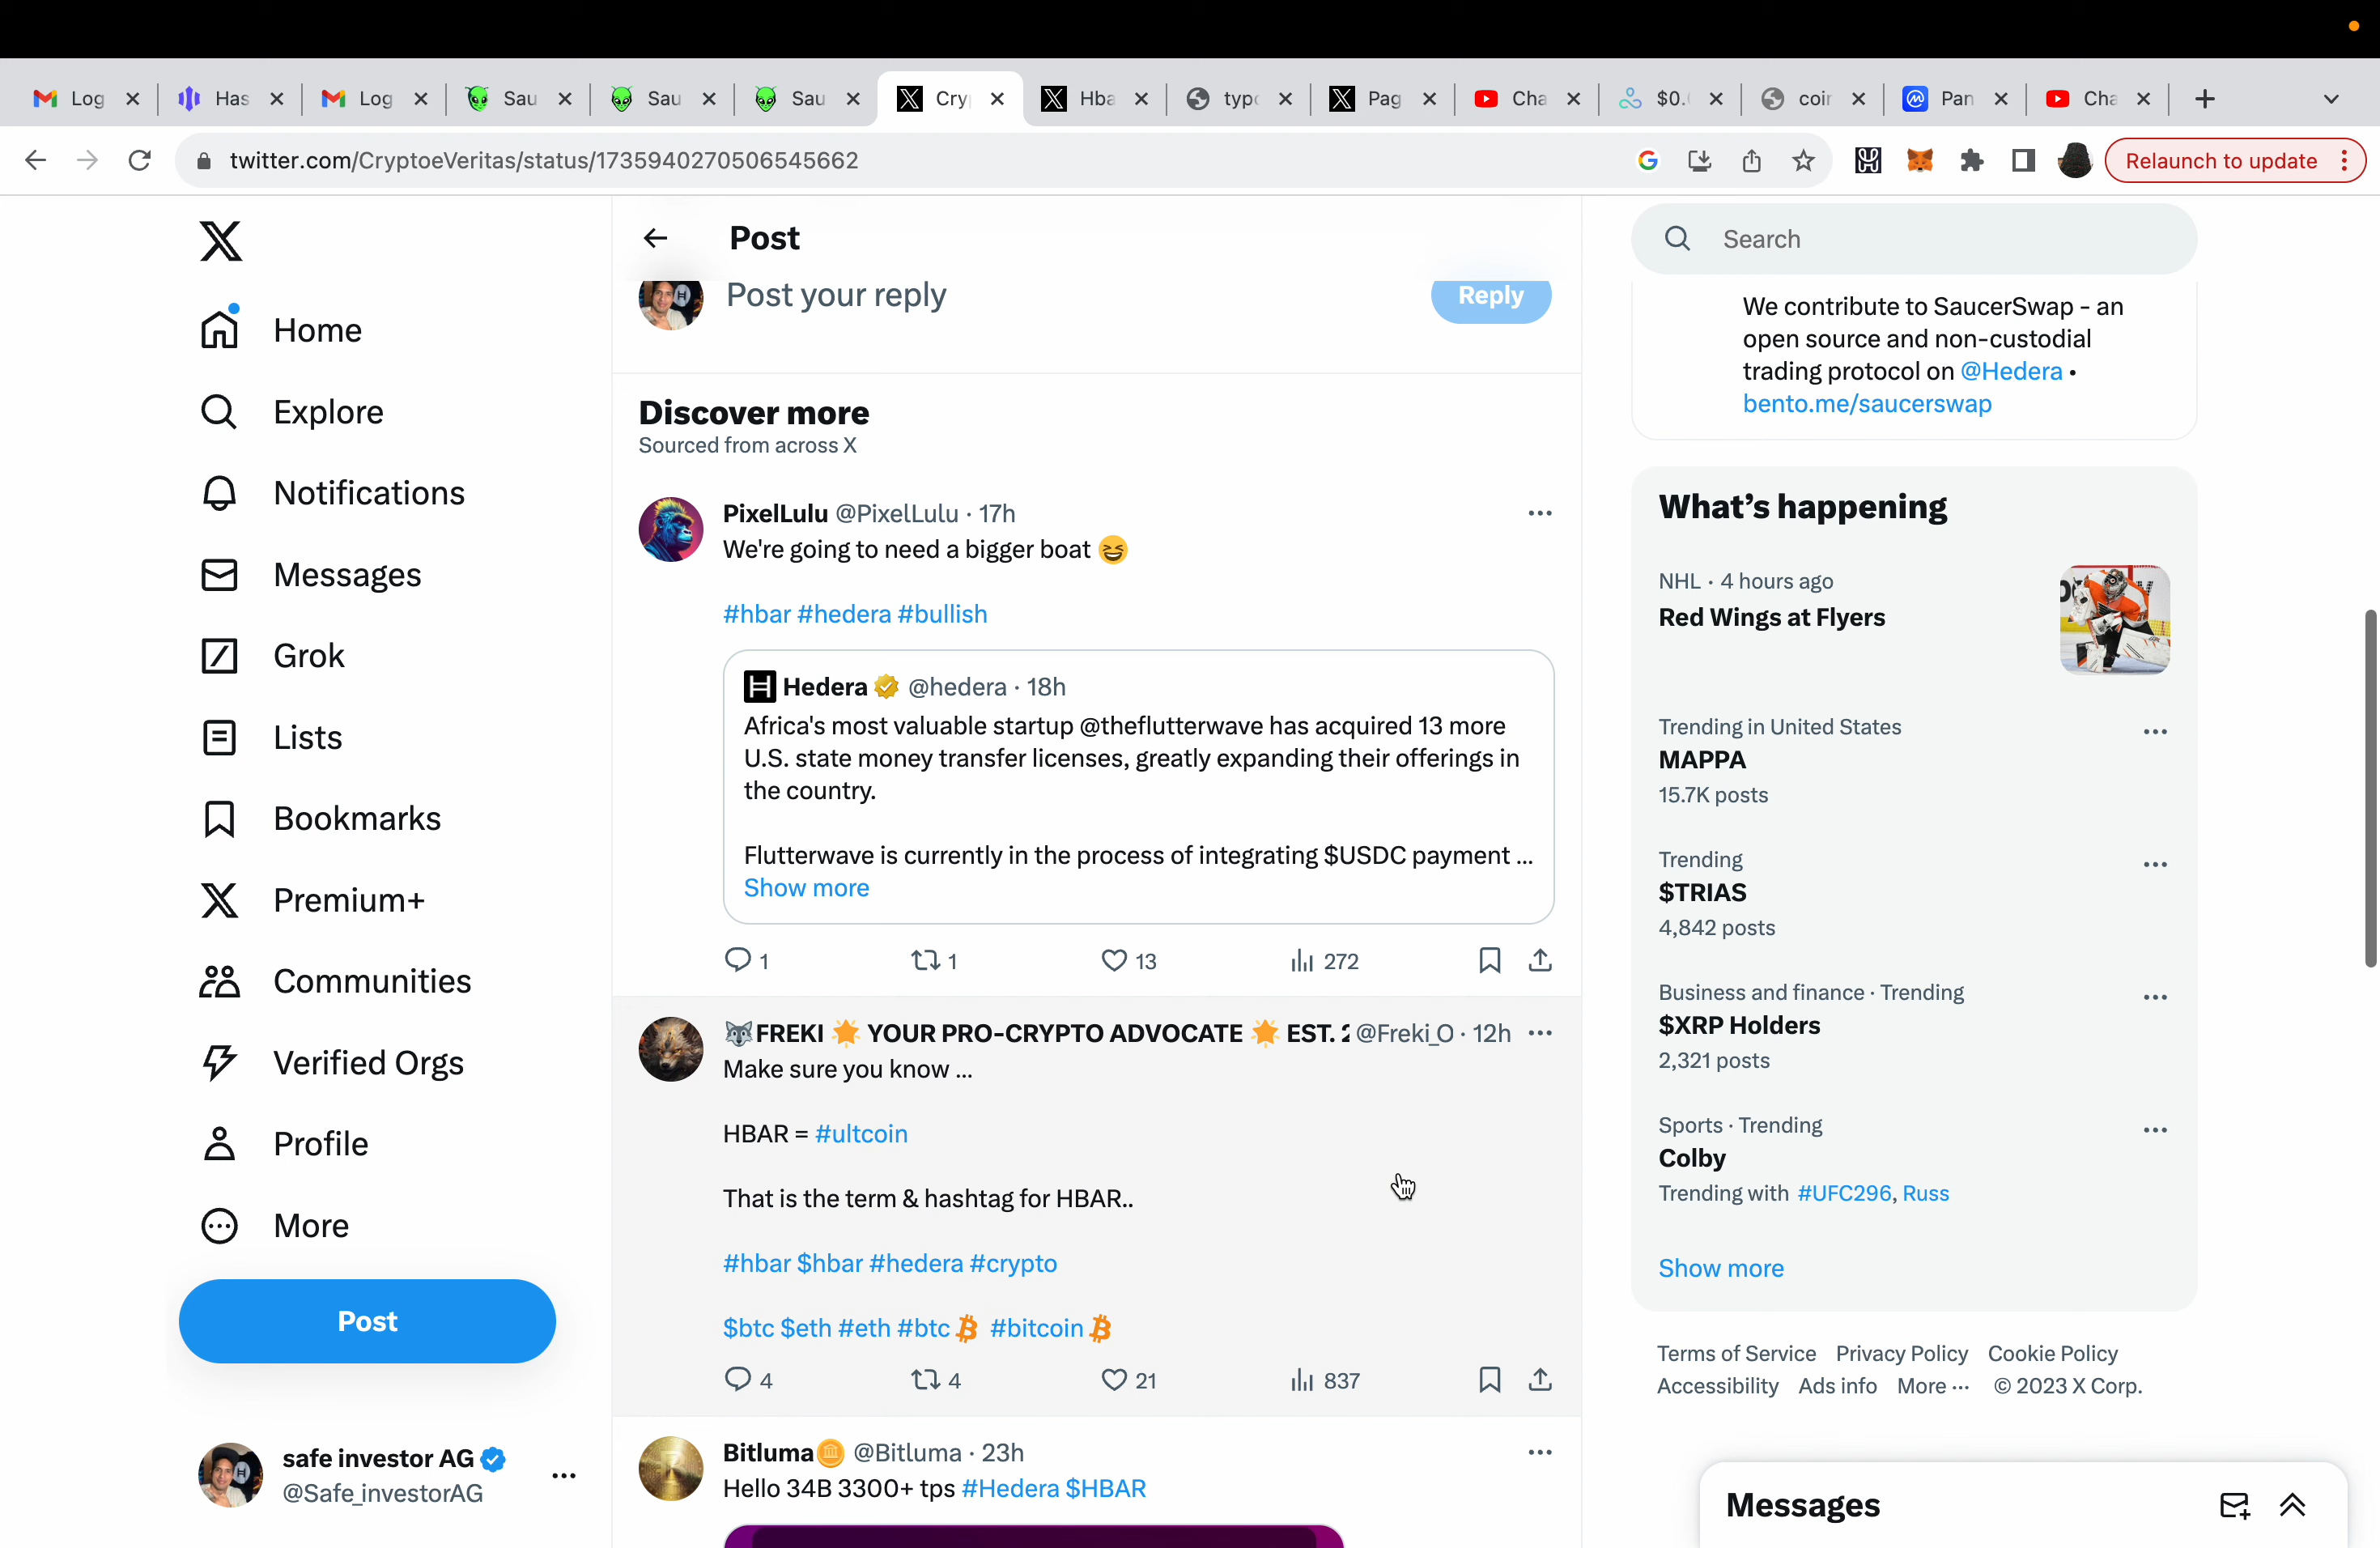 Log
Has
Log
Sau
Sau
Sau
Cry
Hba
typo
Pag
Cha
$0.
coin
Pan
Cha
twitter.com/CryptoeVeritas/status/1735940270506545662
Relaunch to update
Home
Explore
Notifications
Messages
Grok
Lists
Bookmarks
Premium+
Communities
Verified Orgs
Profile
More
Post
safe investor AG
@Safe_investorAG
Post
Post your reply
Reply
Discover more
Sourced from across X
PixelLulu @PixelLulu · 17h
We're going to need a bigger boat 😆
#hbar #hedera #bullish
Hedera @hedera · 18h
Africa's most valuable startup @theflutterwave has acquired 13 more
U.S. state money transfer licenses, greatly expanding their offerings in
the country.
Flutterwave is currently in the process of integrating $USDC payment ...
Show more
1 1 13 272
🐺FREKI 🌟 YOUR PRO-CRYPTO ADVOCATE 🌟 EST. @Freki_O · 12h
Make sure you know ...
HBAR = #ultcoin
That is the term & hashtag for HBAR..
#hbar $hbar #hedera #crypto
$btc $eth #eth #btc #bitcoin
4 4 21 837
Bitluma🪙 @Bitluma · 23h
Hello 34B 3300+ tps #Hedera $HBAR
Search
We contribute to SaucerSwap - an
open source and non-custodial
trading protocol on @Hedera •
bento.me/saucerswap
What's happening
NHL · 4 hours ago
Red Wings at Flyers
Trending in United States
MAPPA
15.7K posts
Trending
$TRIAS
4,842 posts
Business and finance · Trending
$XRP Holders
2,321 posts
Sports · Trending
Colby
Trending with #UFC296, Russ
Show more
Terms of Service Privacy Policy Cookie Policy
Accessibility Ads info More ··· © 2023 X Corp.
Messages